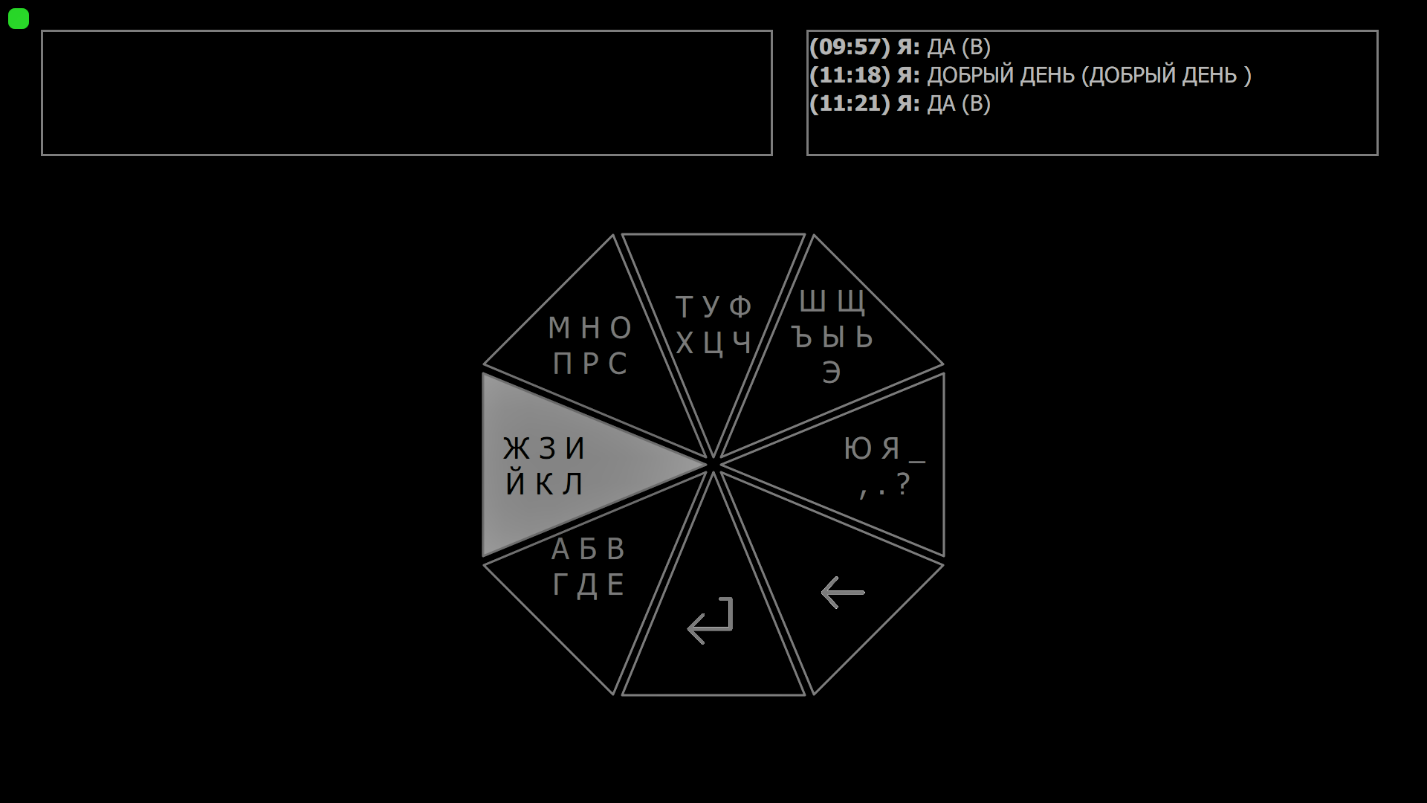 (09:57) Я: ДА (В)
(11:18) Я: ДОБРЫЙ ДЕНЬ (ДОБРЫЙ ДЕНЬ )
(11:21) Я: ДА (В)
Т У Ф
Х Ц Ч
Ш Щ
Ъ Ы Ь
Э
М Н О
П Р С
Ж З И
Й К Л
Ю Я _
, . ?
А Б В
Г Д Е